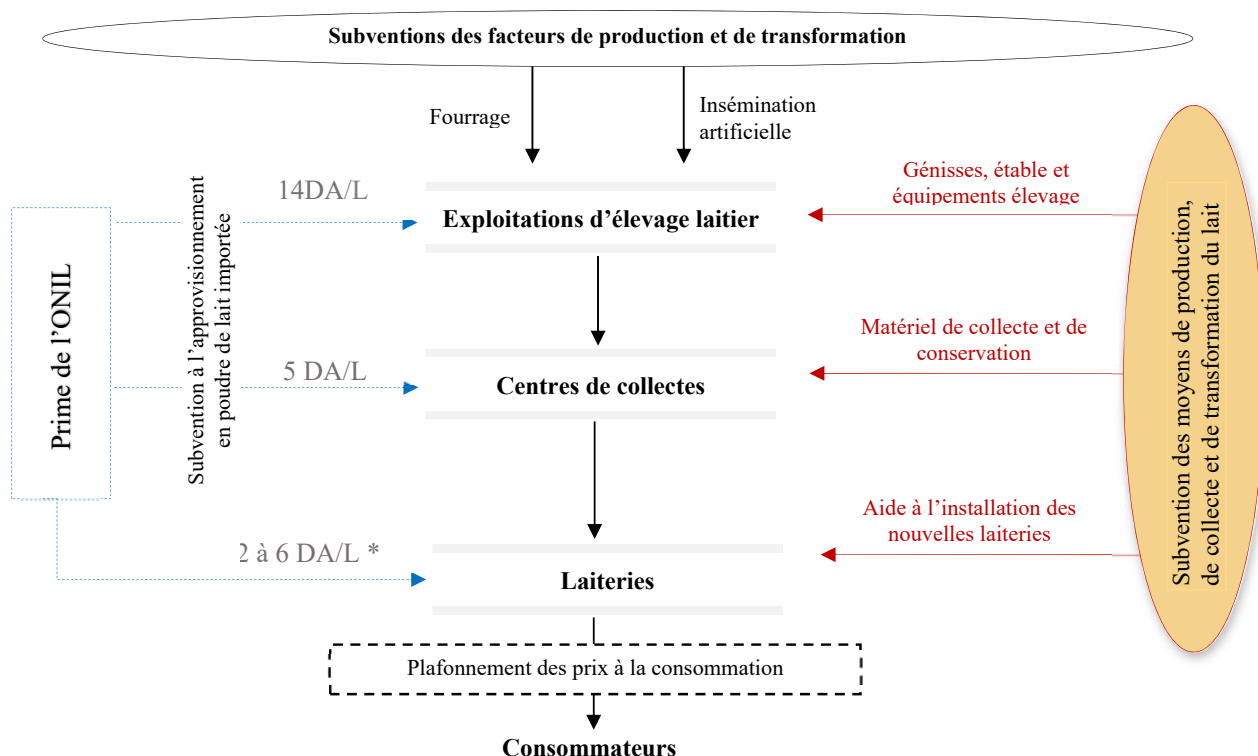 Subventions des facteurs de production et de transformation
Fourrage
Insémination
artificielle
Prime de l’ONIL
Subvention à l’approvisionnement
en poudre de lait importée
14DA/L
Exploitations d’élevage laitier
Génisses, étable et
équipements élevage
5 DA/L
Centres de collectes
Matériel de collecte et de
conservation
2 à 6 DA/L *
Laiteries
Aide à l’installation des
nouvelles laiteries
Subvention des moyens de production,
de collecte et de transformation du lait
Plafonnement des prix à la consommation
Consommateurs